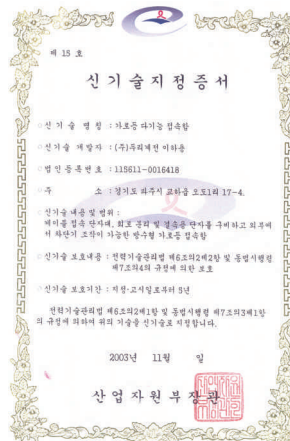 제 15 호
신기술지정증서
○신 기 술 명 칭 : 가로등 다기능 접속함
○신기술 개발자 : (주)두리계전 이하용
○법인등록번호 : 115611-0016418
○주 소 : 경기도 파주시 교하읍 오도1리 17-4.
○신기술 내용 및 범위 :
케이블 접속 단자대, 회로 분리 및 결속용 단자를 구비하고 외부에
서 차단기 조작이 가능한 방수형 가로등 접속함
○신기술 보호내용 : 전력기술관리법 제6조의2제2항 및 동법시행령
제7조의4의 규정에 의한 보호
○신기술 보호기간 : 지정·고시일로부터 5년
전력기술관리법 제6조의2제1항 및 동법시행령 제7조의3제1항
의 규정에 의하여 위의 기술을 신기술로 지정합니다.
2003년 11월 일
산업자원부장관